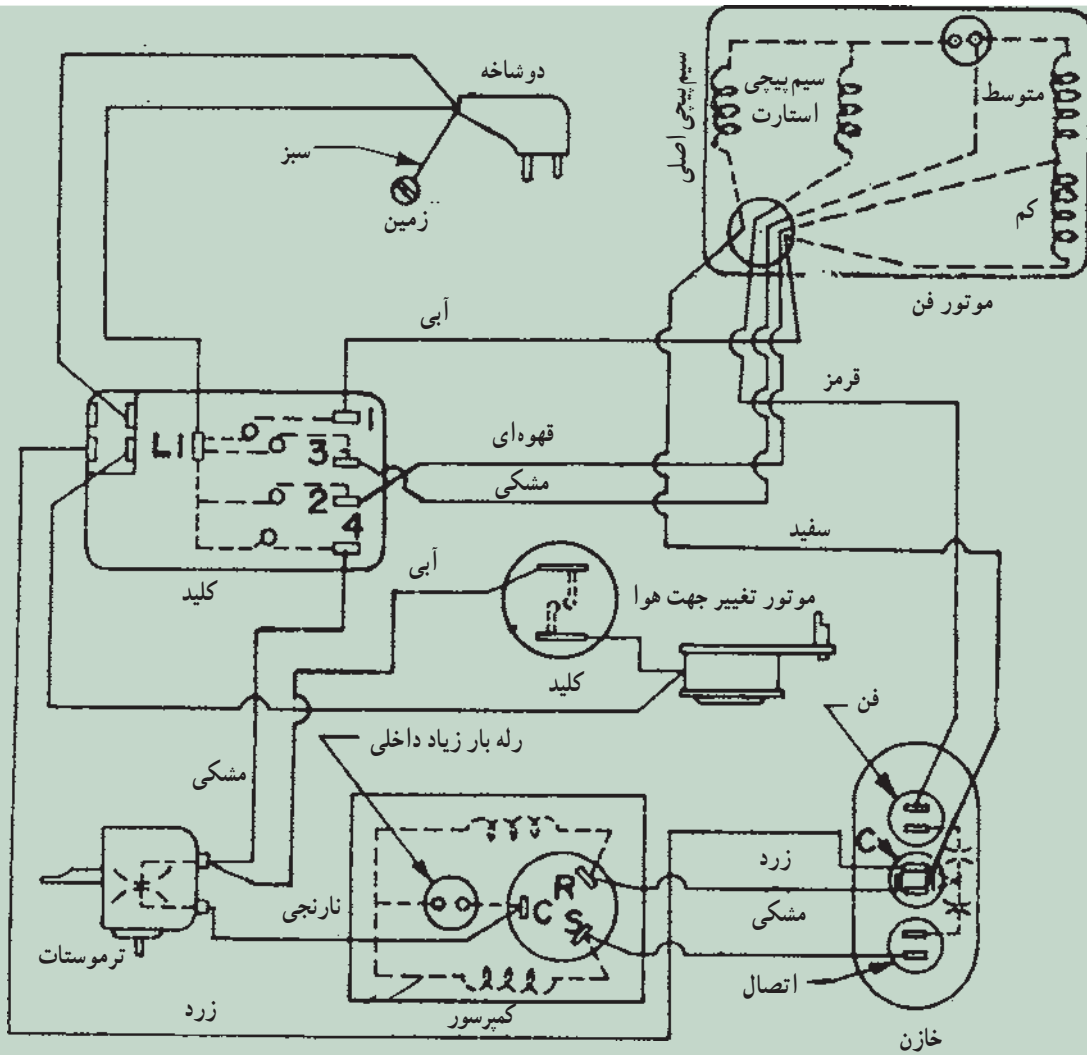 دوشاخه
سبز
زمین
سیم‌پیچی اصلی
سیم‌پیچی
استارت
متوسط
کم
موتور فن
آبی
قرمز
قهوه‌ای
مشکی
سفید
L1
1
3
2
4
کلید
آبی
موتور تغییر جهت هوا
کلید
مشکی
رله بار زیاد داخلی
فن
C
زرد
مشکی
R
C
S
نارنجی
ترموستات
اتصال
زرد
کمپرسور
خازن